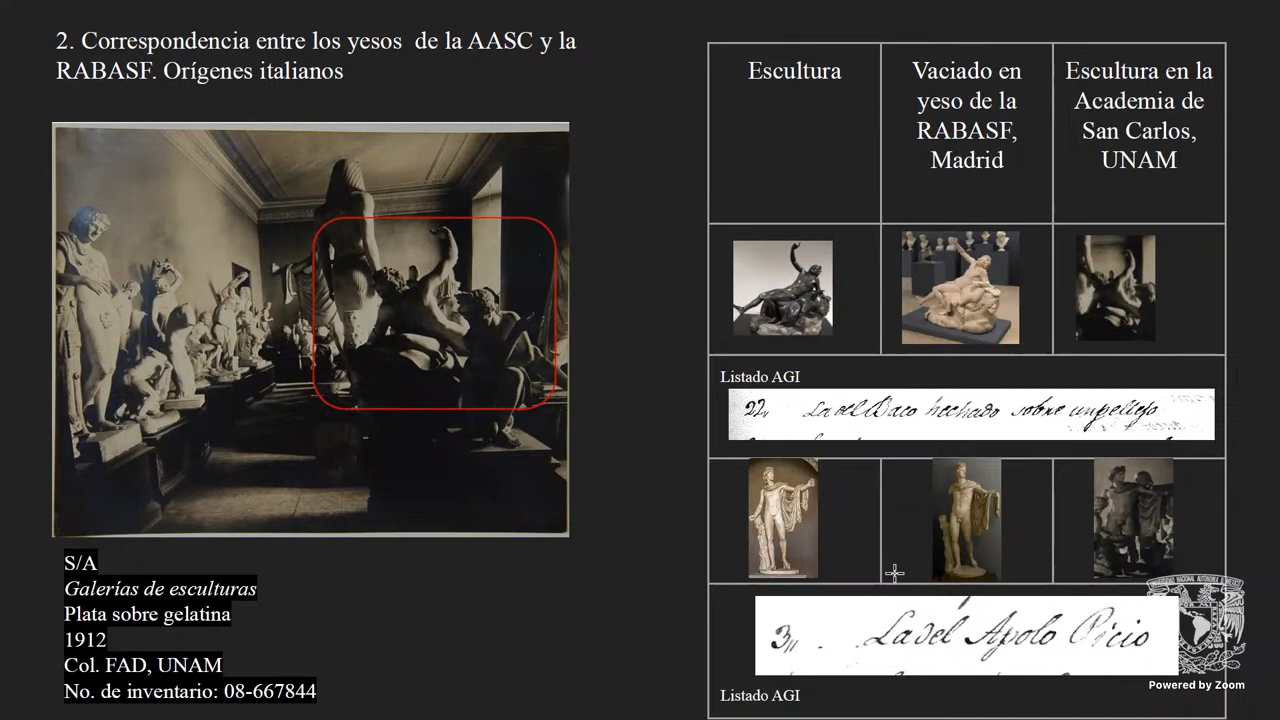 2. Correspondencia entre los yesos de la AASC y la
RABASF. Orígenes italianos
S/A
Galerías de esculturas
Plata sobre gelatina
1912
Col. FAD, UNAM
No. de inventario: 08-667844
Escultura
Vaciado en
yeso de la
RABASF,
Madrid
Escultura en la
Academia de
San Carlos,
UNAM
Listado AGI
22,, La del Baco hechado sobre un pellejo
3,, La del Apolo Picio
Listado AGI
Powered by Zoom